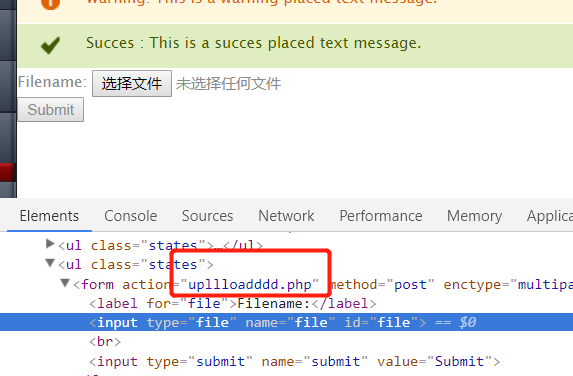 Warning: This is a warning placed text message.
Succes : This is a succes placed text message.
Filename: 选择文件 未选择任何文件
Submit
Elements Console Sources Network Performance Memory Applica
▶<ul class="states">…</ul>
▼<ul class="states">
▼<form action="upllloadddd.php" method="post" enctype="multipa
<label for="file">Filename:</label>
<input type="file" name="file" id="file"> == $0
<br>
<input type="submit" name="submit" value="Submit">